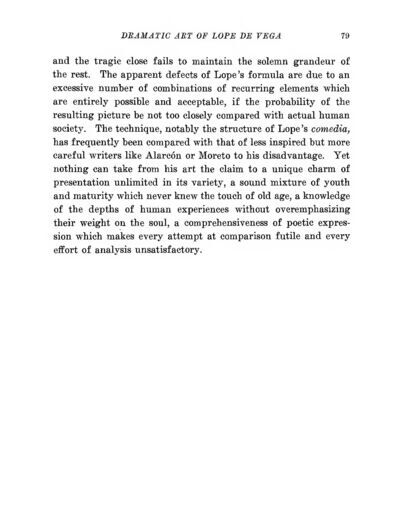 DRAMATIC ART OF LOPE DE VEGA 79
and the tragic close fails to maintain the solemn grandeur of
the rest. The apparent defects of Lope's formula are due to an
excessive number of combinations of recurring elements which
are entirely possible and acceptable, if the probability of the
resulting picture be not too closely compared with actual human
society. The technique, notably the structure of Lope's comedia,
has frequently been compared with that of less inspired but more
careful writers like Alarcón or Moreto to his disadvantage. Yet
nothing can take from his art the claim to a unique charm of
presentation unlimited in its variety, a sound mixture of youth
and maturity which never knew the touch of old age, a knowledge
of the depths of human experiences without overemphasizing
their weight on the soul, a comprehensiveness of poetic expres-
sion which makes every attempt at comparison futile and every
effort of analysis unsatisfactory.